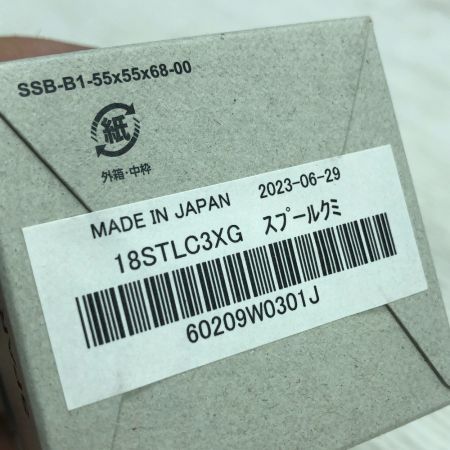 SSB-B1-55x55x68-00
紙
外箱・中枠
MADE IN JAPAN 2023-06-29
18STLC3XG スプールクミ
60209W0301J